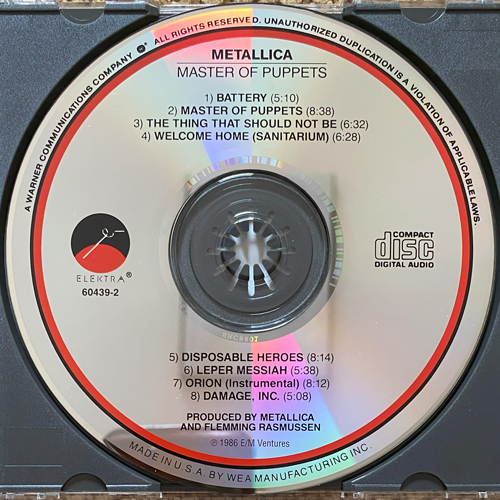 A WARNER COMMUNICATIONS COMPANY ALL RIGHTS RESERVED. UNAUTHORIZED DUPLICATION IS A VIOLATION OF APPLICABLE LAWS.
METALLICA
MASTER OF PUPPETS
1) BATTERY (5:10)
2) MASTER OF PUPPETS (8:38)
3) THE THING THAT SHOULD NOT BE (6:32)
4) WELCOME HOME (SANITARIUM) (6:28)
ELEKTRA®
60439-2
COMPACT
disc
DIGITAL AUDIO
5) DISPOSABLE HEROES (8:14)
6) LEPER MESSIAH (5:38)
7) ORION (Instrumental) (8:12)
8) DAMAGE, INC. (5:08)
PRODUCED BY METALLICA
AND FLEMMING RASMUSSEN
℗ 1986 E/M Ventures
MADE IN U.S.A. BY WEA MANUFACTURING INC.